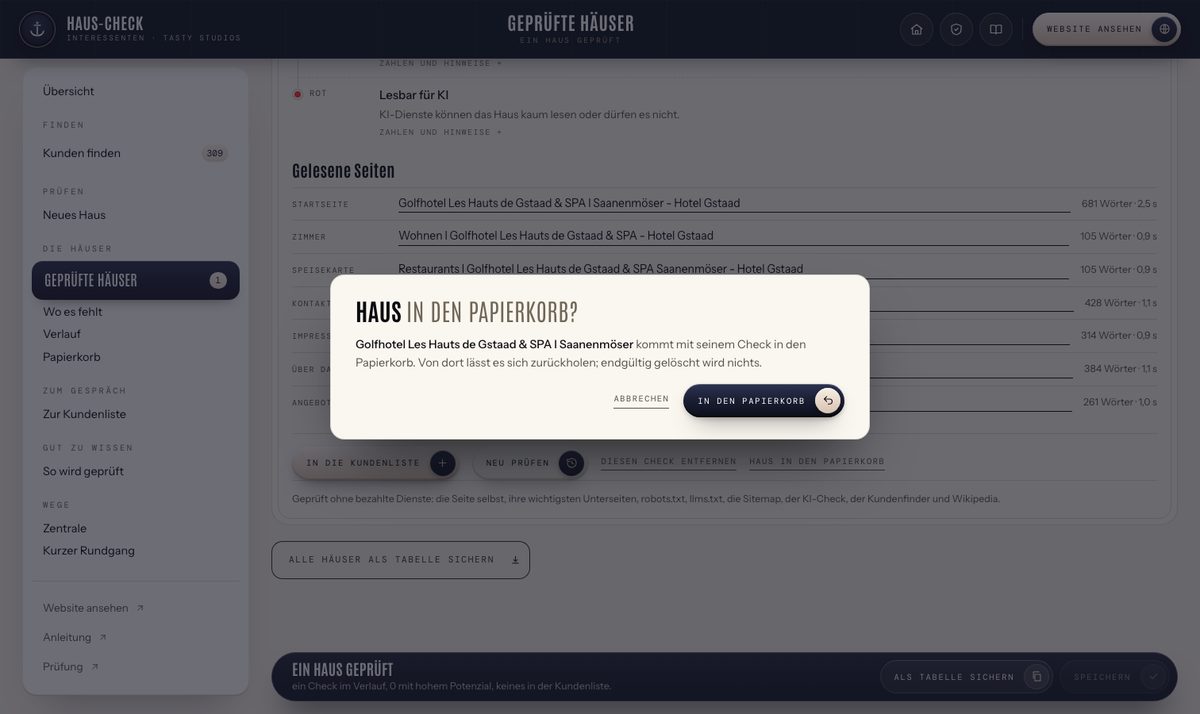 HAUS-CHECK
INTERESSENTEN · TASTY STUDIOS
GEPRÜFTE HÄUSER
EIN HAUS GEPRÜFT
WEBSITE ANSEHEN
Übersicht
FINDEN
Kunden finden 309
PRÜFEN
Neues Haus
DIE HÄUSER
GEPRÜFTE HÄUSER 1
Wo es fehlt
Verlauf
Papierkorb
ZUM GESPRÄCH
Zur Kundenliste
GUT ZU WISSEN
So wird geprüft
WEGE
Zentrale
Kurzer Rundgang
Website ansehen ↗
Anleitung ↗
Prüfung ↗
ZAHLEN UND HINWEISE +
ROT Lesbar für KI
KI-Dienste können das Haus kaum lesen oder dürfen es nicht.
ZAHLEN UND HINWEISE +
Gelesene Seiten
STARTSEITE Golfhotel Les Hauts de Gstaad & SPA I Saanenmöser - Hotel Gstaad 681 Wörter · 2,5 s
ZIMMER Wohnen I Golfhotel Les Hauts de Gstaad & SPA - Hotel Gstaad 105 Wörter · 0,9 s
SPEISEKARTE Restaurants I Golfhotel Les Hauts de Gstaad & SPA Saanenmöser - Hotel Gstaad 105 Wörter · 0,9 s
KONTAKT 428 Wörter · 1,1 s
IMPRESS 314 Wörter · 0,9 s
ÜBER DA 384 Wörter · 1,1 s
ANGEBOT 261 Wörter · 1,0 s
HAUS IN DEN PAPIERKORB?
Golfhotel Les Hauts de Gstaad & SPA I Saanenmöser kommt mit seinem Check in den
Papierkorb. Von dort lässt es sich zurückholen; endgültig gelöscht wird nichts.
ABBRECHEN
IN DEN PAPIERKORB
IN DIE KUNDENLISTE
NEU PRÜFEN
DIESEN CHECK ENTFERNEN
HAUS IN DEN PAPIERKORB
Geprüft ohne bezahlte Dienste: die Seite selbst, ihre wichtigsten Unterseiten, robots.txt, llms.txt, die Sitemap, der KI-Check, der Kundenfinder und Wikipedia.
ALLE HÄUSER ALS TABELLE SICHERN
EIN HAUS GEPRÜFT
ein Check im Verlauf, 0 mit hohem Potenzial, keines in der Kundenliste.
ALS TABELLE SICHERN
SPEICHERN